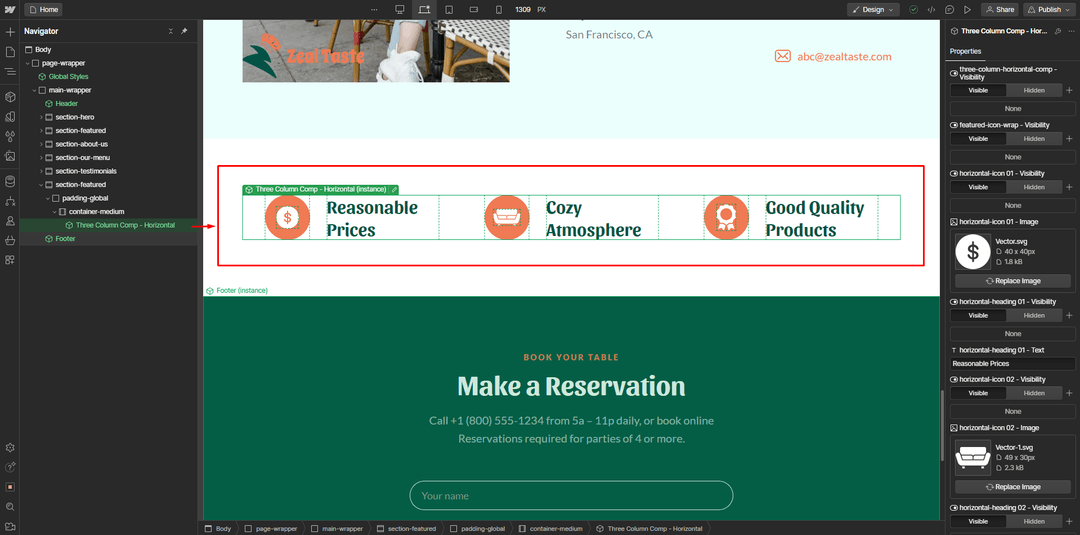 Home
1309 PX
Design
Share
Publish
Navigator
Body
page-wrapper
Global Styles
main-wrapper
Header
section-hero
section-featured
section-about-us
section-our-menu
section-testimonials
section-featured
padding-global
container-medium
Three Column Comp - Horizontal
Footer
San Francisco, CA
Zeal Taste
abc@zealtaste.com
Three Column Comp - Horizontal (instance)
Reasonable
Prices
Cozy
Atmosphere
Good Quality
Products
Footer (instance)
BOOK YOUR TABLE
Make a Reservation
Call +1 (800) 555-1234 from 5a – 11p daily, or book online
Reservations required for parties of 4 or more.
Your name
Body
page-wrapper
main-wrapper
section-featured
padding-global
container-medium
Three Column Comp - Horizontal
Three Column Comp - Hor...
Properties
three-column-horizontal-comp -
Visibility
Visible Hidden
None
featured-icon-wrap - Visibility
Visible Hidden
None
horizontal-icon 01 - Visibility
Visible Hidden
None
horizontal-icon 01 - Image
Vector.svg
40 x 40px
1.8 kB
Replace Image
horizontal-heading 01 - Visibility
Visible Hidden
None
horizontal-heading 01 - Text
Reasonable Prices
horizontal-icon 02 - Visibility
Visible Hidden
None
horizontal-icon 02 - Image
Vector-1.svg
49 x 30px
2.3 kB
Replace Image
horizontal-heading 02 - Visibility
Visible Hidden